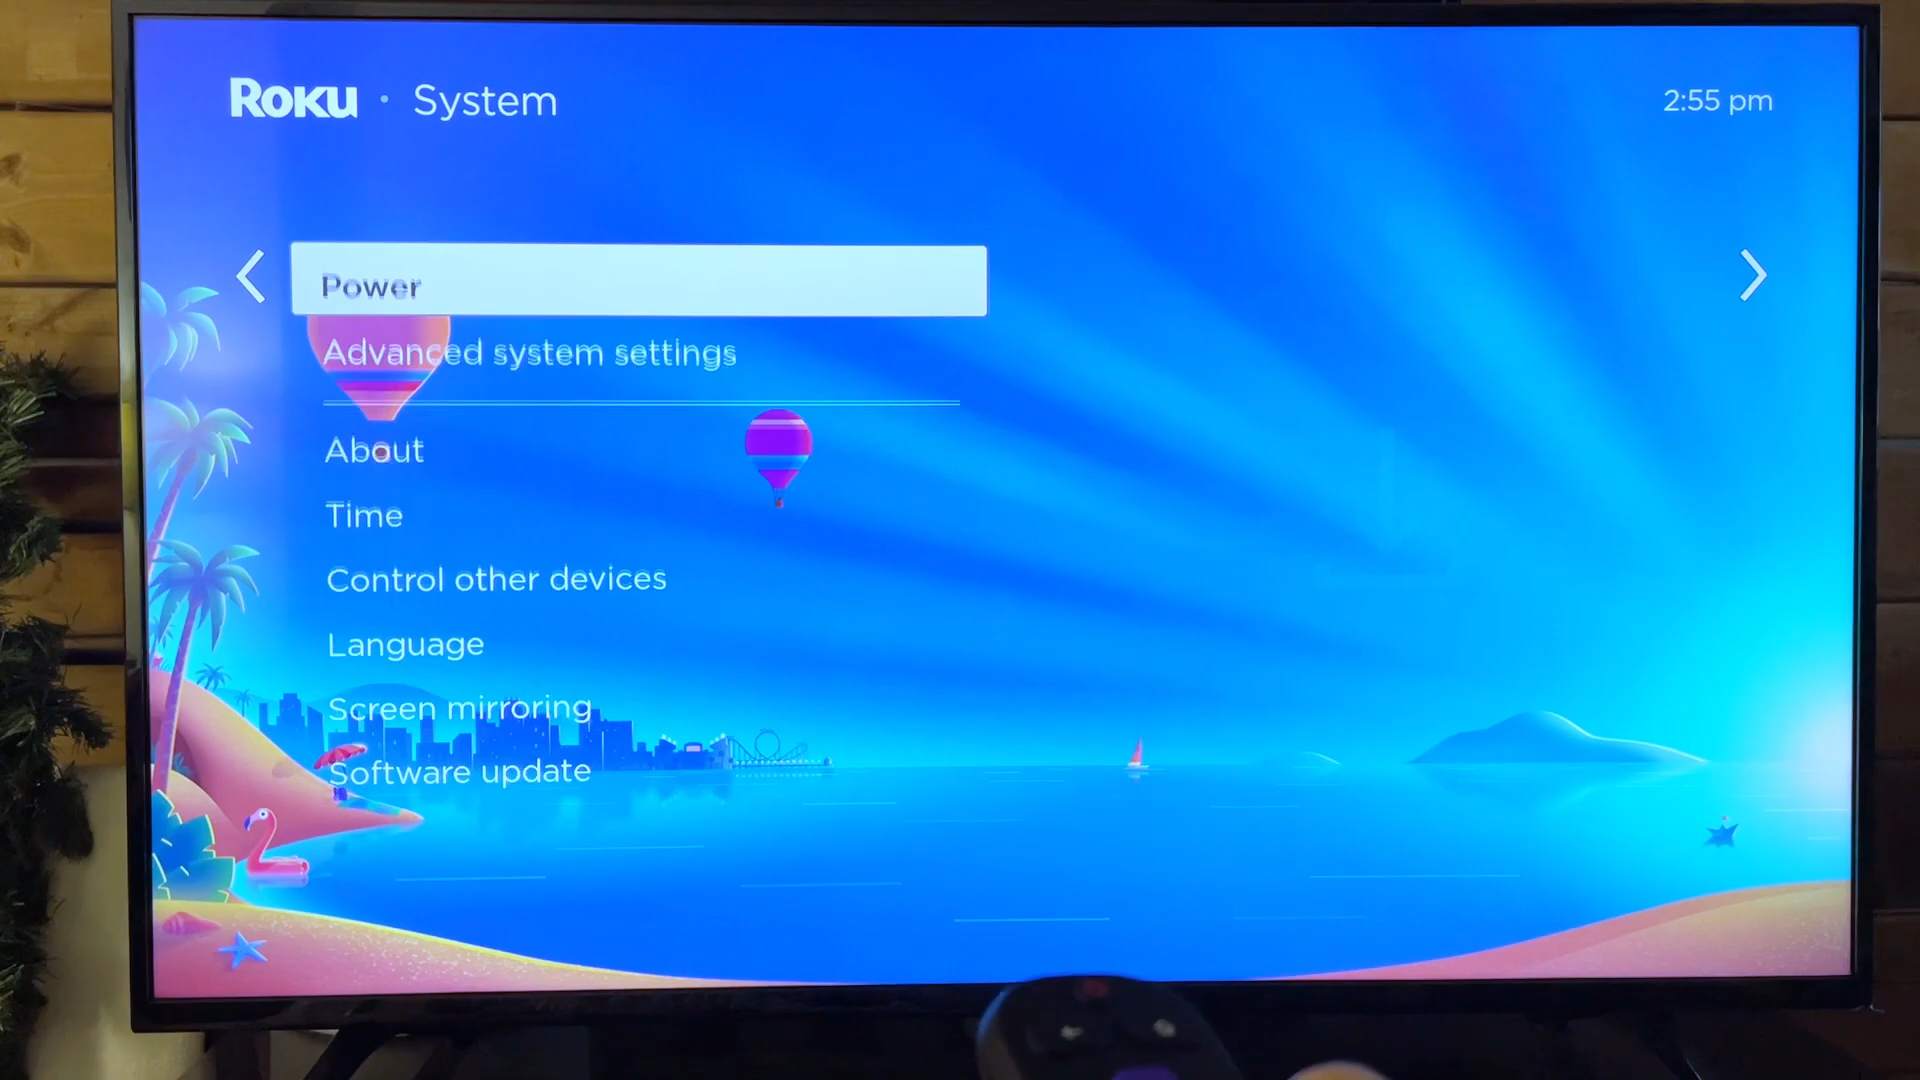 Roku · System
2:55 pm
Power
Advanced system settings
About
Time
Control other devices
Language
Screen mirroring
Software update